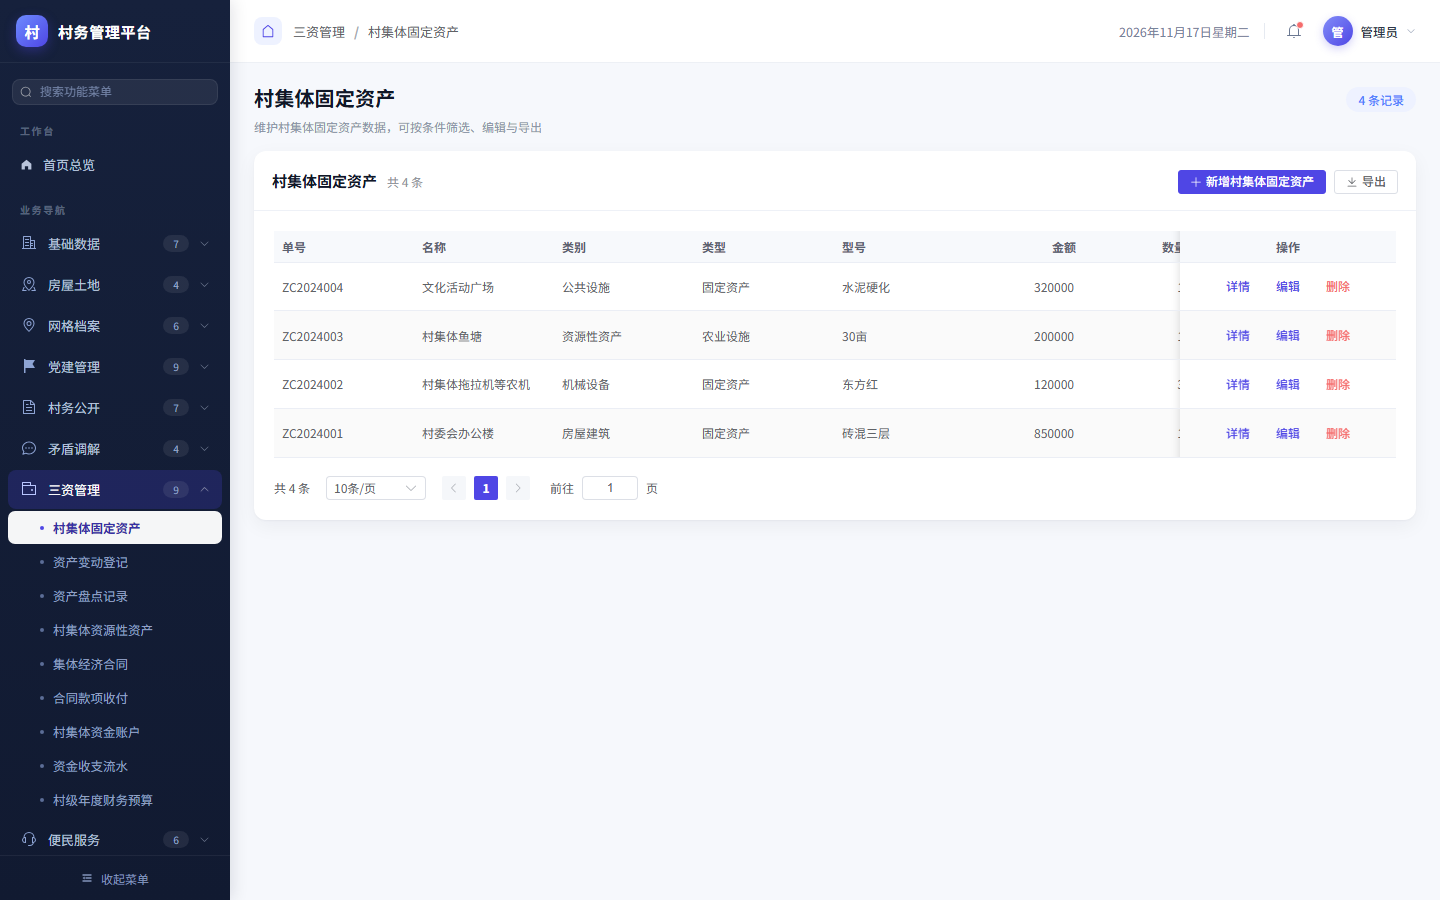 村 村务管理平台
搜索功能菜单
工作台
首页总览
业务导航
基础数据 7
房屋土地 4
网格档案 6
党建管理 9
村务公开 7
矛盾调解 4
三资管理 9
村集体固定资产
资产变动登记
资产盘点记录
村集体资源性资产
集体经济合同
合同款项收付
村集体资金账户
资金收支流水
村级年度财务预算
便民服务 6
收起菜单
三资管理 / 村集体固定资产
2026年11月17日星期二
管 管理员
村集体固定资产
维护村集体固定资产数据，可按条件筛选、编辑与导出
4 条记录
村集体固定资产 共 4 条
新增村集体固定资产
导出
单号 名称 类别 类型 型号 金额 数量 操作
ZC2024004 文化活动广场 公共设施 固定资产 水泥硬化 320000 详情 编辑 删除
ZC2024003 村集体鱼塘 资源性资产 农业设施 30亩 200000 详情 编辑 删除
ZC2024002 村集体拖拉机等农机 机械设备 固定资产 东方红 120000 详情 编辑 删除
ZC2024001 村委会办公楼 房屋建筑 固定资产 砖混三层 850000 详情 编辑 删除
共 4 条 10条/页 1 前往 1 页